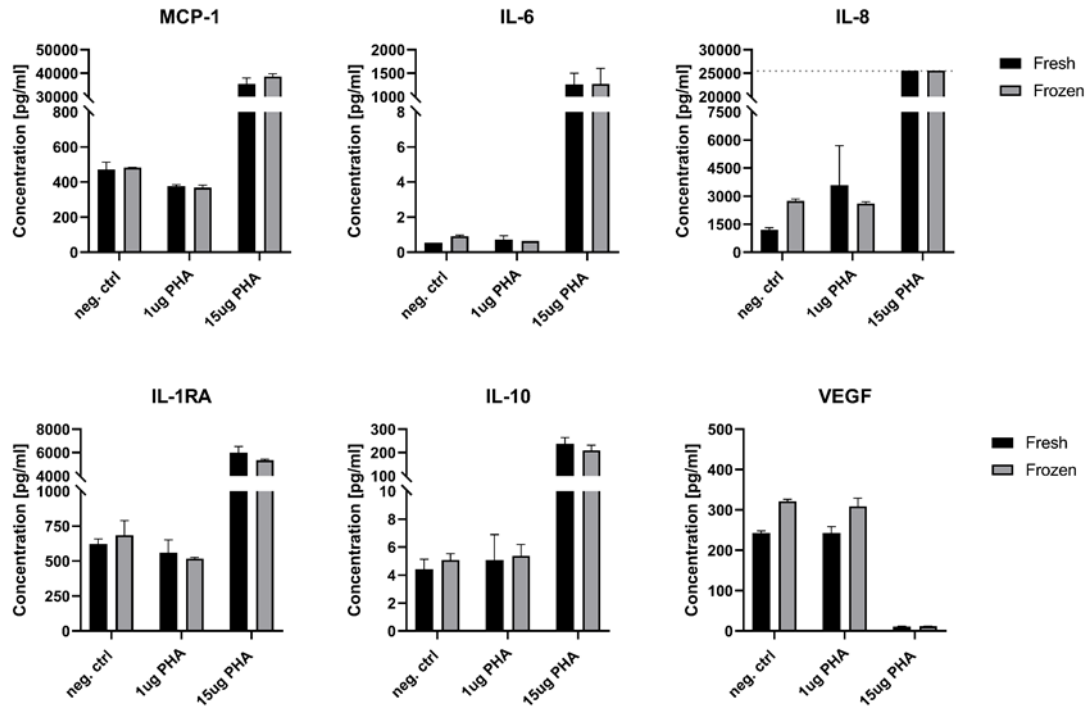 MCP-1
Concentration [pg/ml]
50000
40000
30000
800
600
400
200
0
neg. ctrl
1ug PHA
15ug PHA
IL-6
Concentration [pg/ml]
2000
1500
1000
8
6
4
2
0
neg. ctrl
1ug PHA
15ug PHA
IL-8
Concentration [pg/ml]
30000
25000
20000
7500
6000
4500
3000
1500
0
neg. ctrl
1ug PHA
15ug PHA
Fresh
Frozen
IL-1RA
Concentration [pg/ml]
8000
6000
4000
1000
750
500
250
0
neg. ctrl
1ug PHA
15ug PHA
IL-10
Concentration [pg/ml]
300
200
100
10
8
6
4
2
0
neg. ctrl
1ug PHA
15ug PHA
VEGF
Concentration [pg/ml]
500
400
300
200
100
0
neg. ctrl
1ug PHA
15ug PHA
Fresh
Frozen